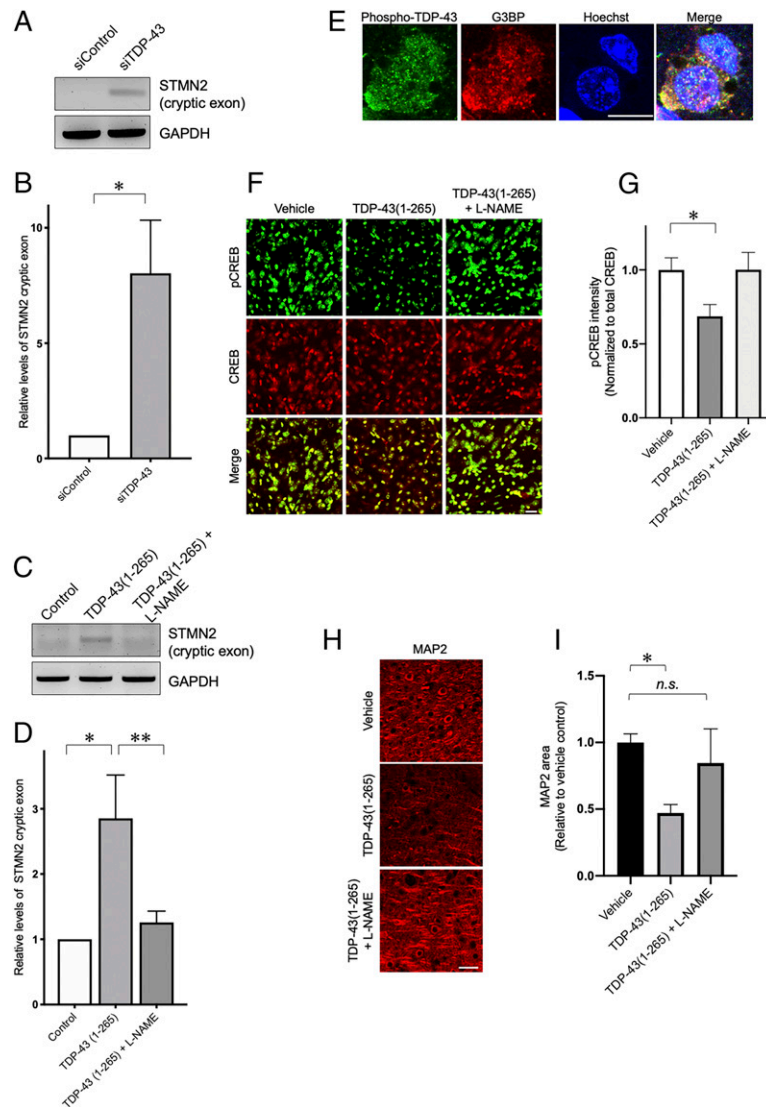 A
siControl
siTDP-43
STMN2
(cryptic exon)
GAPDH
B
*
Relative levels of STMN2 cryptic exon
10
5
0
siControl
siTDP-43
C
Control
TDP-43(1-265)
TDP-43(1-265) +
L-NAME
STMN2
(cryptic exon)
GAPDH
D
*
**
Relative levels of STMN2 cryptic exon
3
2
1
0
Control
TDP-43 (1-265)
TDP-43 (1-265) + L-NAME
E
Phospho-TDP-43
G3BP
Hoechst
Merge
F
Vehicle
TDP-43(1-265)
TDP-43(1-265)
+ L-NAME
pCREB
CREB
Merge
G
*
pCREB intensity
(Normalized to total CREB)
1.0
0.5
0.0
Vehicle
TDP-43(1-265)
TDP-43(1-265) + L-NAME
H
MAP2
Vehicle
TDP-43(1-265)
TDP-43(1-265)
+ L-NAME
I
*
n.s.
MAP2 area
(Relative to vehicle control)
1.5
1.0
0.5
0.0
Vehicle
TDP-43(1-265)
TDP-43(1-265) + L-NAME